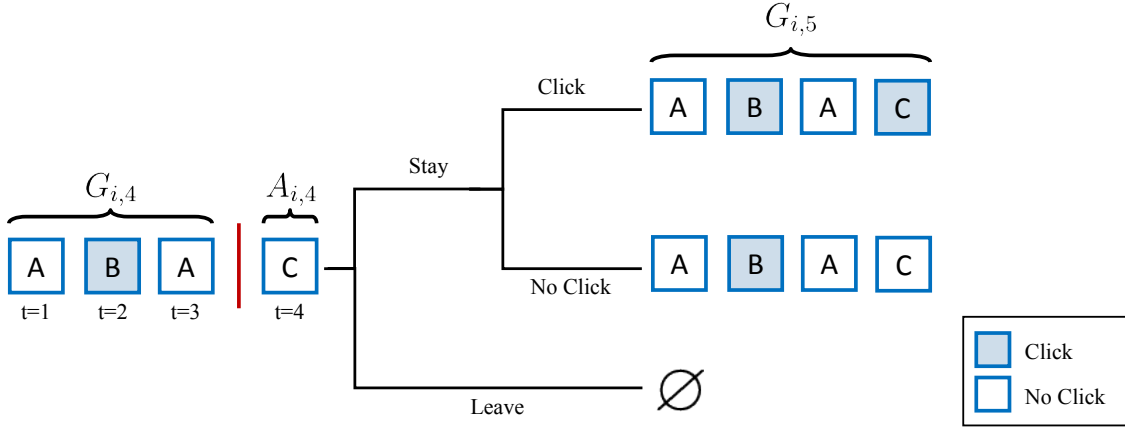 G_{i,5}
Click
A B A C
Stay
G_{i,4}
A_{i,4}
A B A C
t=1 t=2 t=3 t=4
No Click
A B A C
Leave
∅
Click
No Click